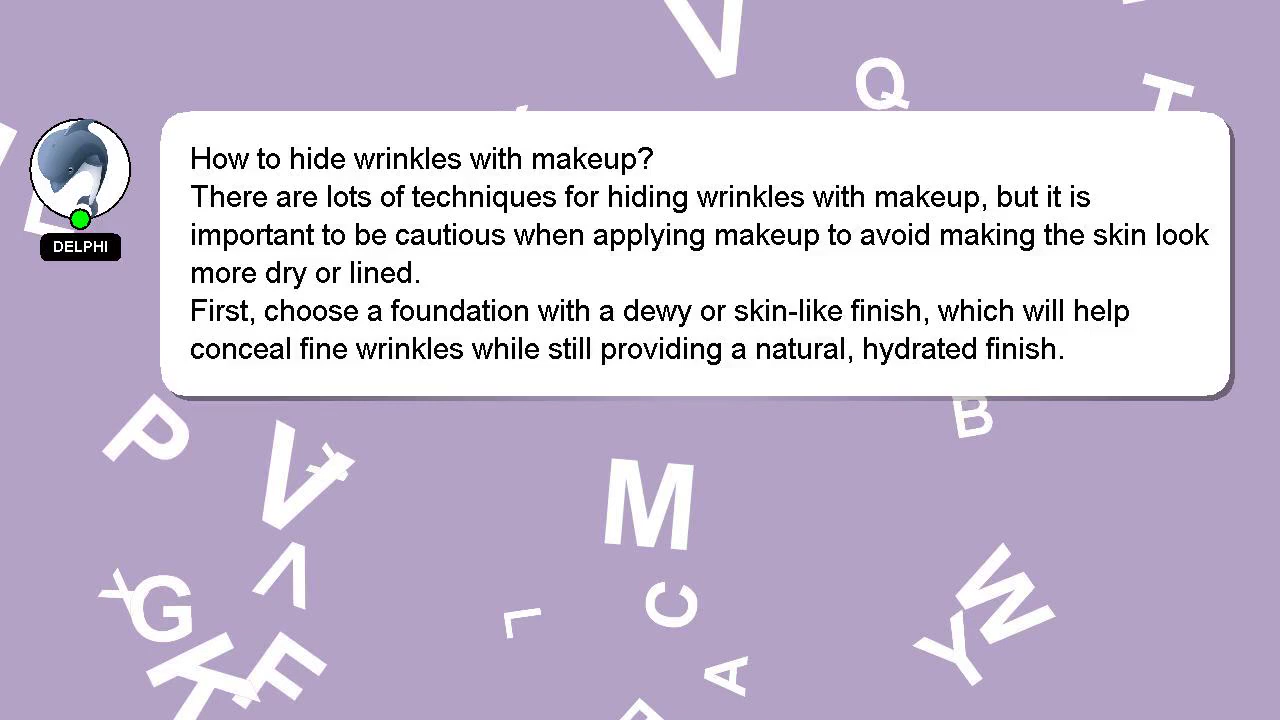 V
Q
T
How to hide wrinkles with makeup?
There are lots of techniques for hiding wrinkles with makeup, but it is
important to be cautious when applying makeup to avoid making the skin look
more dry or lined.
First, choose a foundation with a dewy or skin-like finish, which will help
conceal fine wrinkles while still providing a natural, hydrated finish.
DELPHI
B
P
V
M
V
G
C
L
W
Y
K
F
A